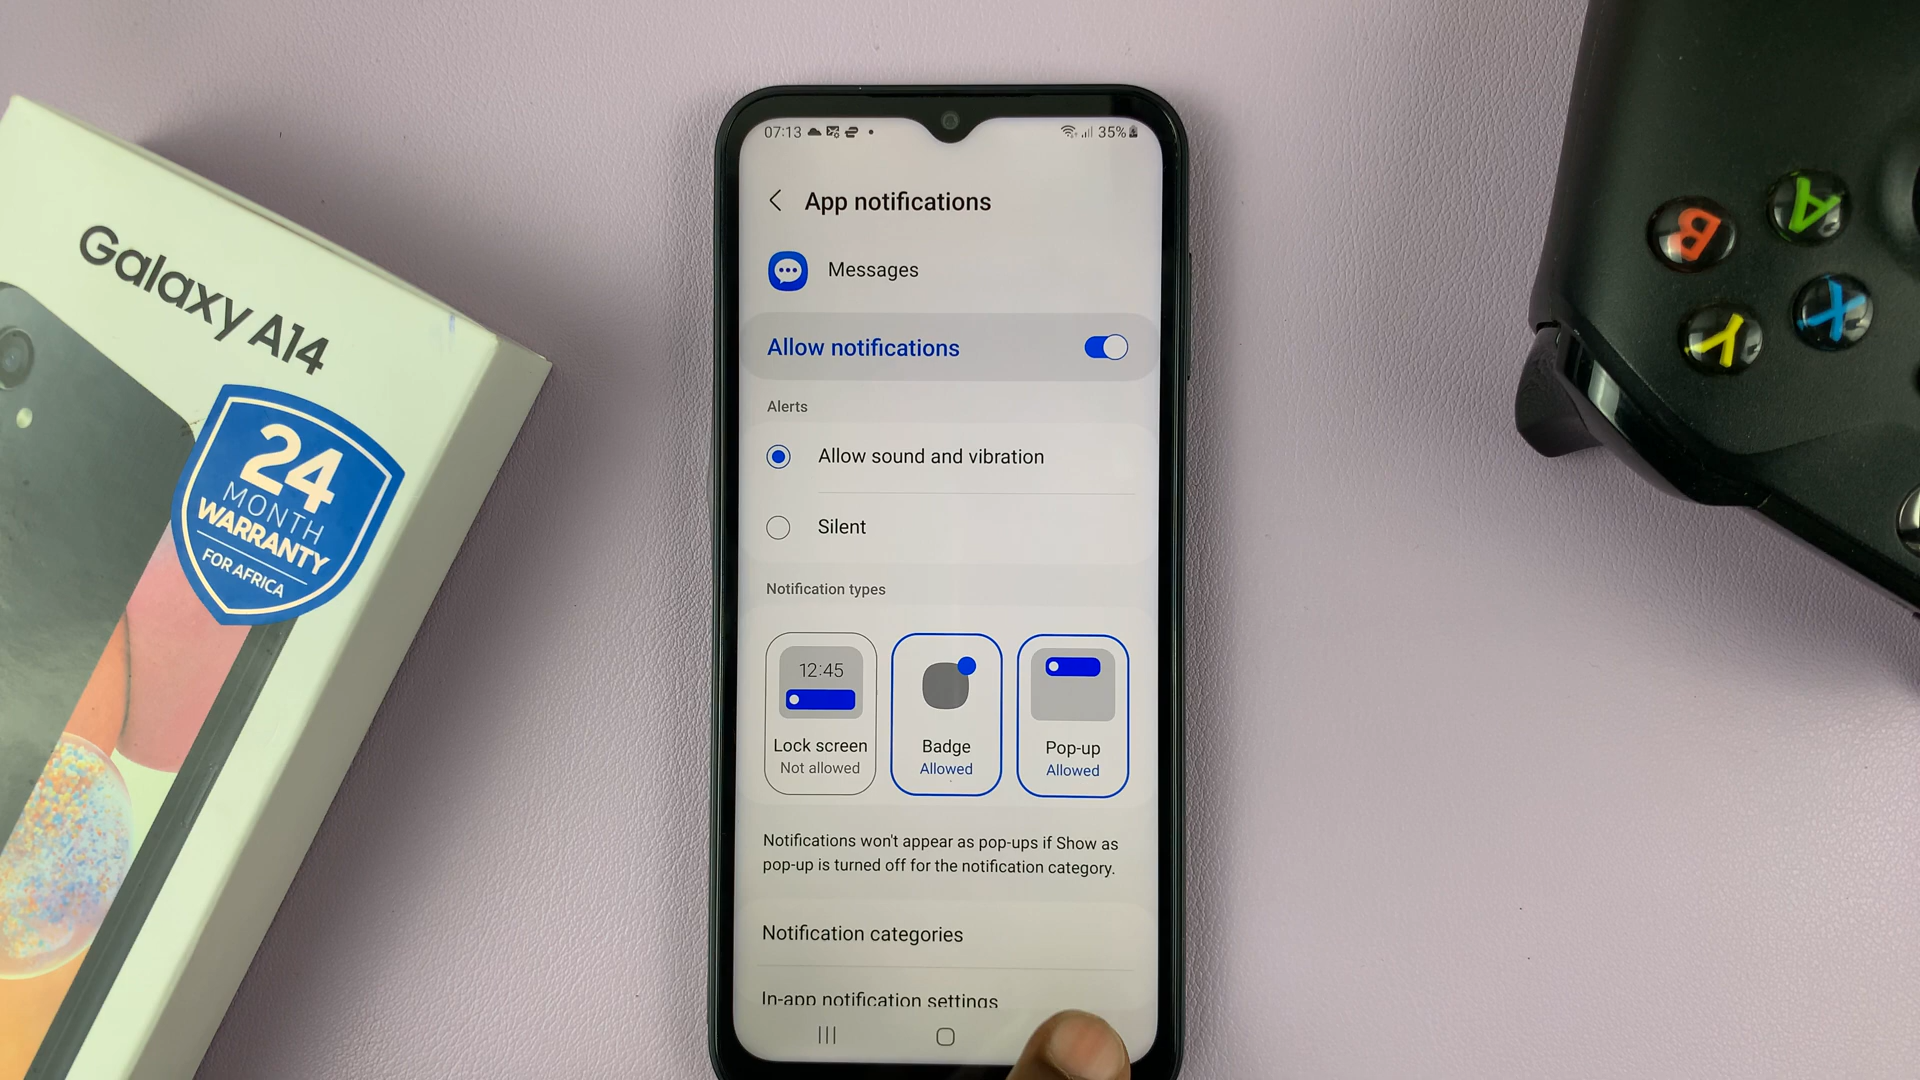 Galaxy A14
24
MONTH
WARRANTY
FOR AFRICA
07:13
35%
App notifications
Messages
Allow notifications
Alerts
Allow sound and vibration
Silent
Notification types
12:45
Lock screen
Not allowed
Badge
Allowed
Pop-up
Allowed
Notifications won't appear as pop-ups if Show as
pop-up is turned off for the notification category.
Notification categories
In-app notification settings
B
A
Y
X